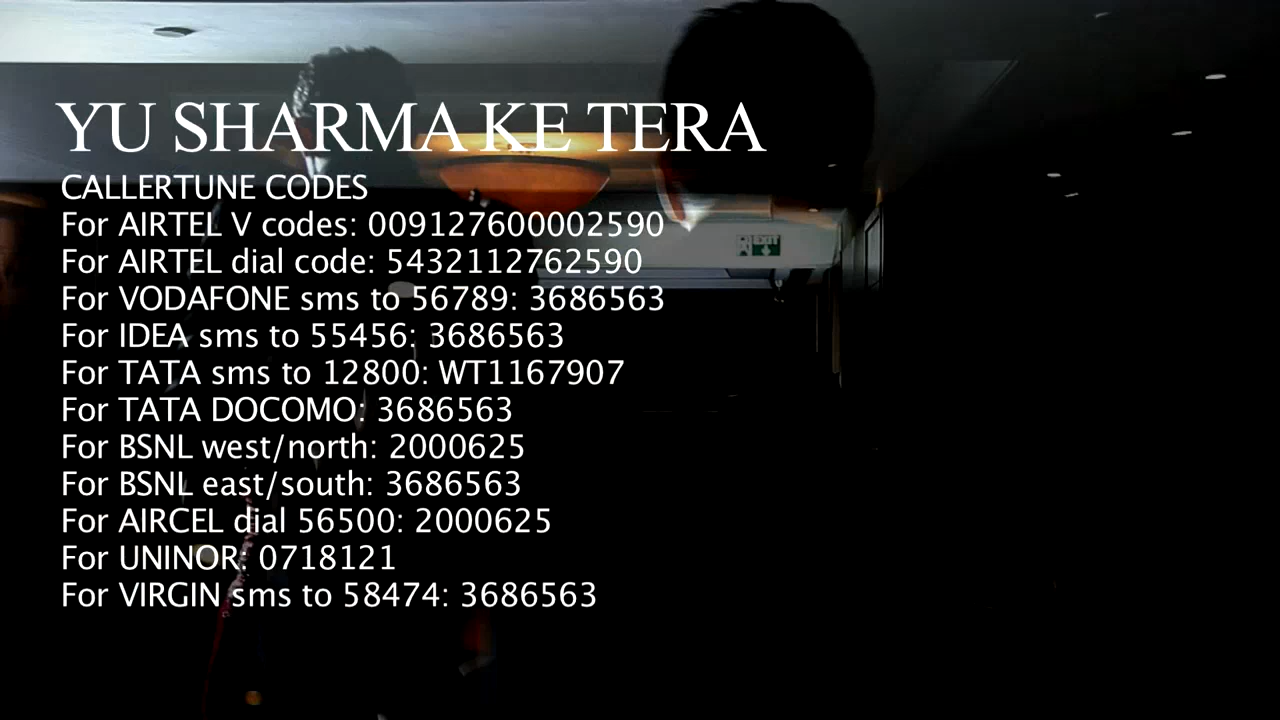 YU SHARMA KE TERA
CALLERTUNE CODES
For AIRTEL V codes: 009127600002590
For AIRTEL dial code: 5432112762590
For VODAFONE sms to 56789: 3686563
For IDEA sms to 55456: 3686563
For TATA sms to 12800: WT1167907
For TATA DOCOMO: 3686563
For BSNL west/north: 2000625
For BSNL east/south: 3686563
For AIRCEL dial 56500: 2000625
For UNINOR: 0718121
For VIRGIN sms to 58474: 3686563
EXIT